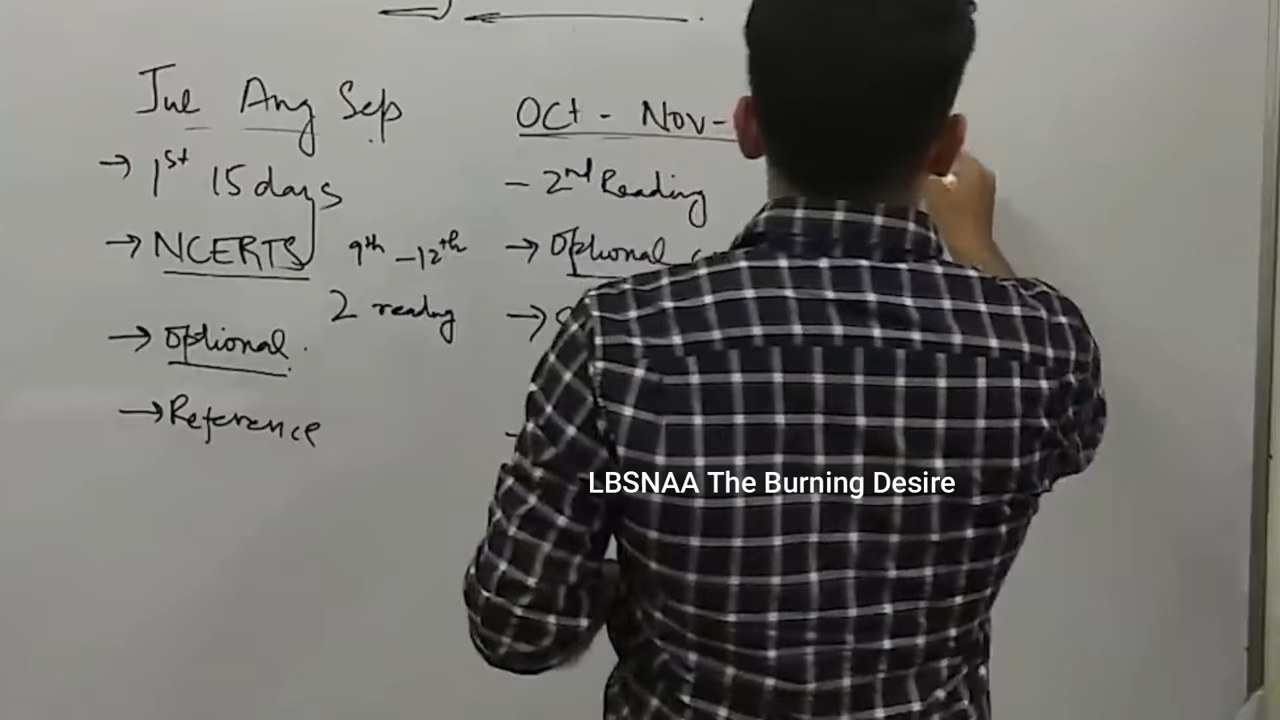 Jul Aug Sep
→ 1st 15 days
→ NCERTS 9th - 12th
2 reading
→ Optional.
→ Reference
Oct - Nov -
- 2nd Reading
→ Optional
LBSNAA The Burning Desire